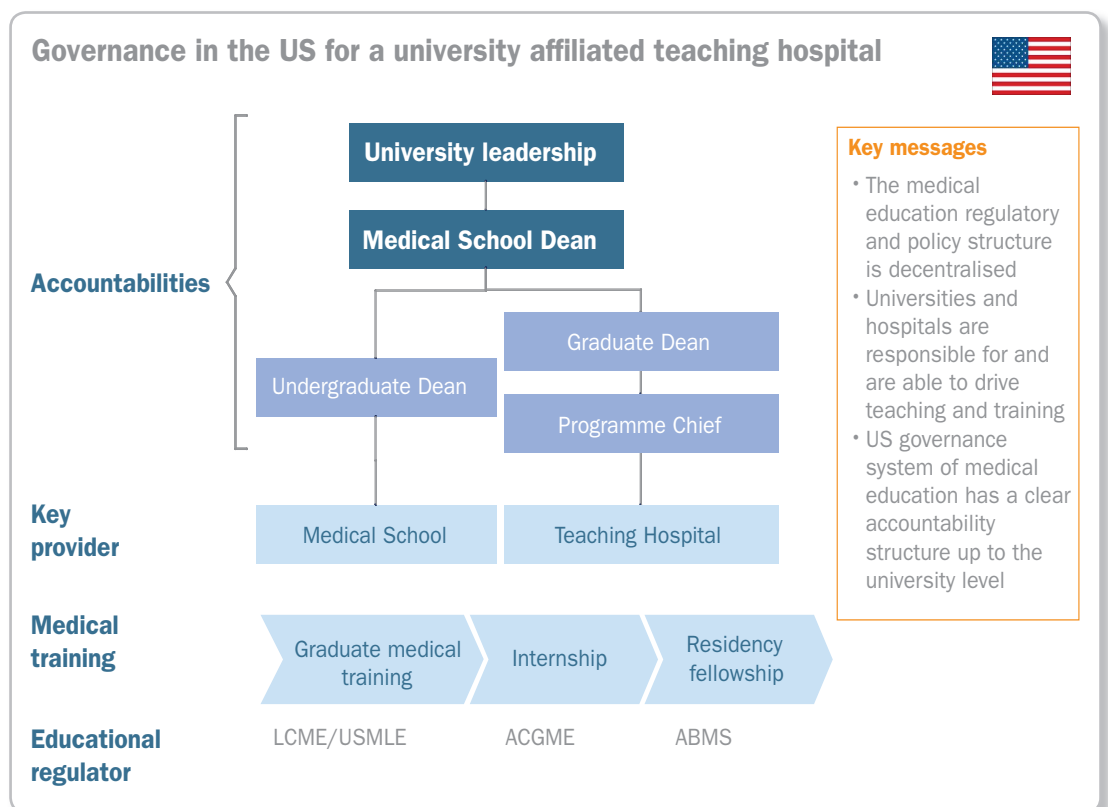 Governance in the US for a university affiliated teaching hospital
University leadership
Medical School Dean
Accountabilities
Graduate Dean
Undergraduate Dean
Programme Chief
Key
provider
Medical School
Teaching Hospital
Medical
training
Graduate medical
training
Internship
Residency
fellowship
Educational
regulator
LCME/USMLE
ACGME
ABMS
Key messages
• The medical
education regulatory
and policy structure
is decentralised
• Universities and
hospitals are
responsible for and
are able to drive
teaching and training
• US governance
system of medical
education has a clear
accountability
structure up to the
university level